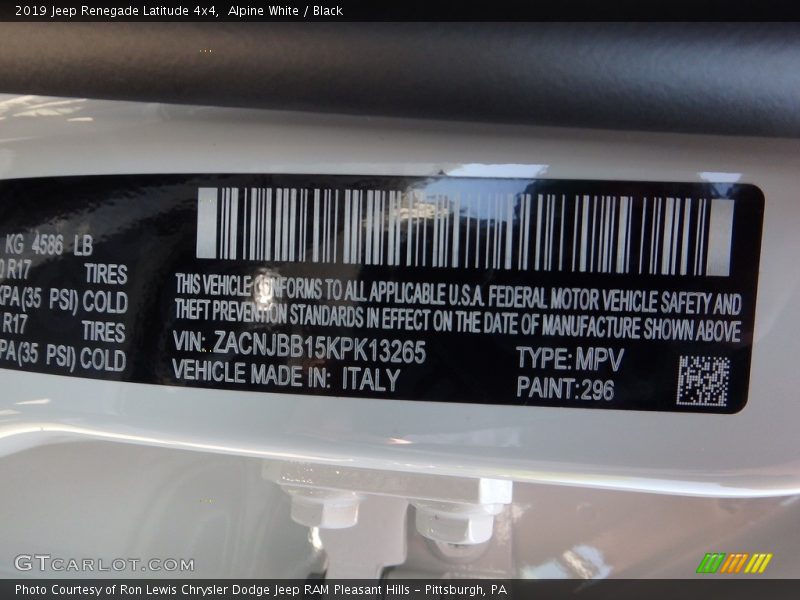 2019 Jeep Renegade Latitude 4x4,  Alpine White / Black
KG 4586 LB
0 R17 TIRES
KPA(35 PSI) COLD
R17 TIRES
PA(35 PSI) COLD
THIS VEHICLE CONFORMS TO ALL APPLICABLE U.S.A. FEDERAL MOTOR VEHICLE SAFETY AND
THEFT PREVENTION STANDARDS IN EFFECT ON THE DATE OF MANUFACTURE SHOWN ABOVE
VIN: ZACNJBB15KPK13265
VEHICLE MADE IN: ITALY
TYPE: MPV
PAINT: 296
GTCARLOT.COM
Photo Courtesy of Ron Lewis Chrysler Dodge Jeep RAM Pleasant Hills - Pittsburgh, PA